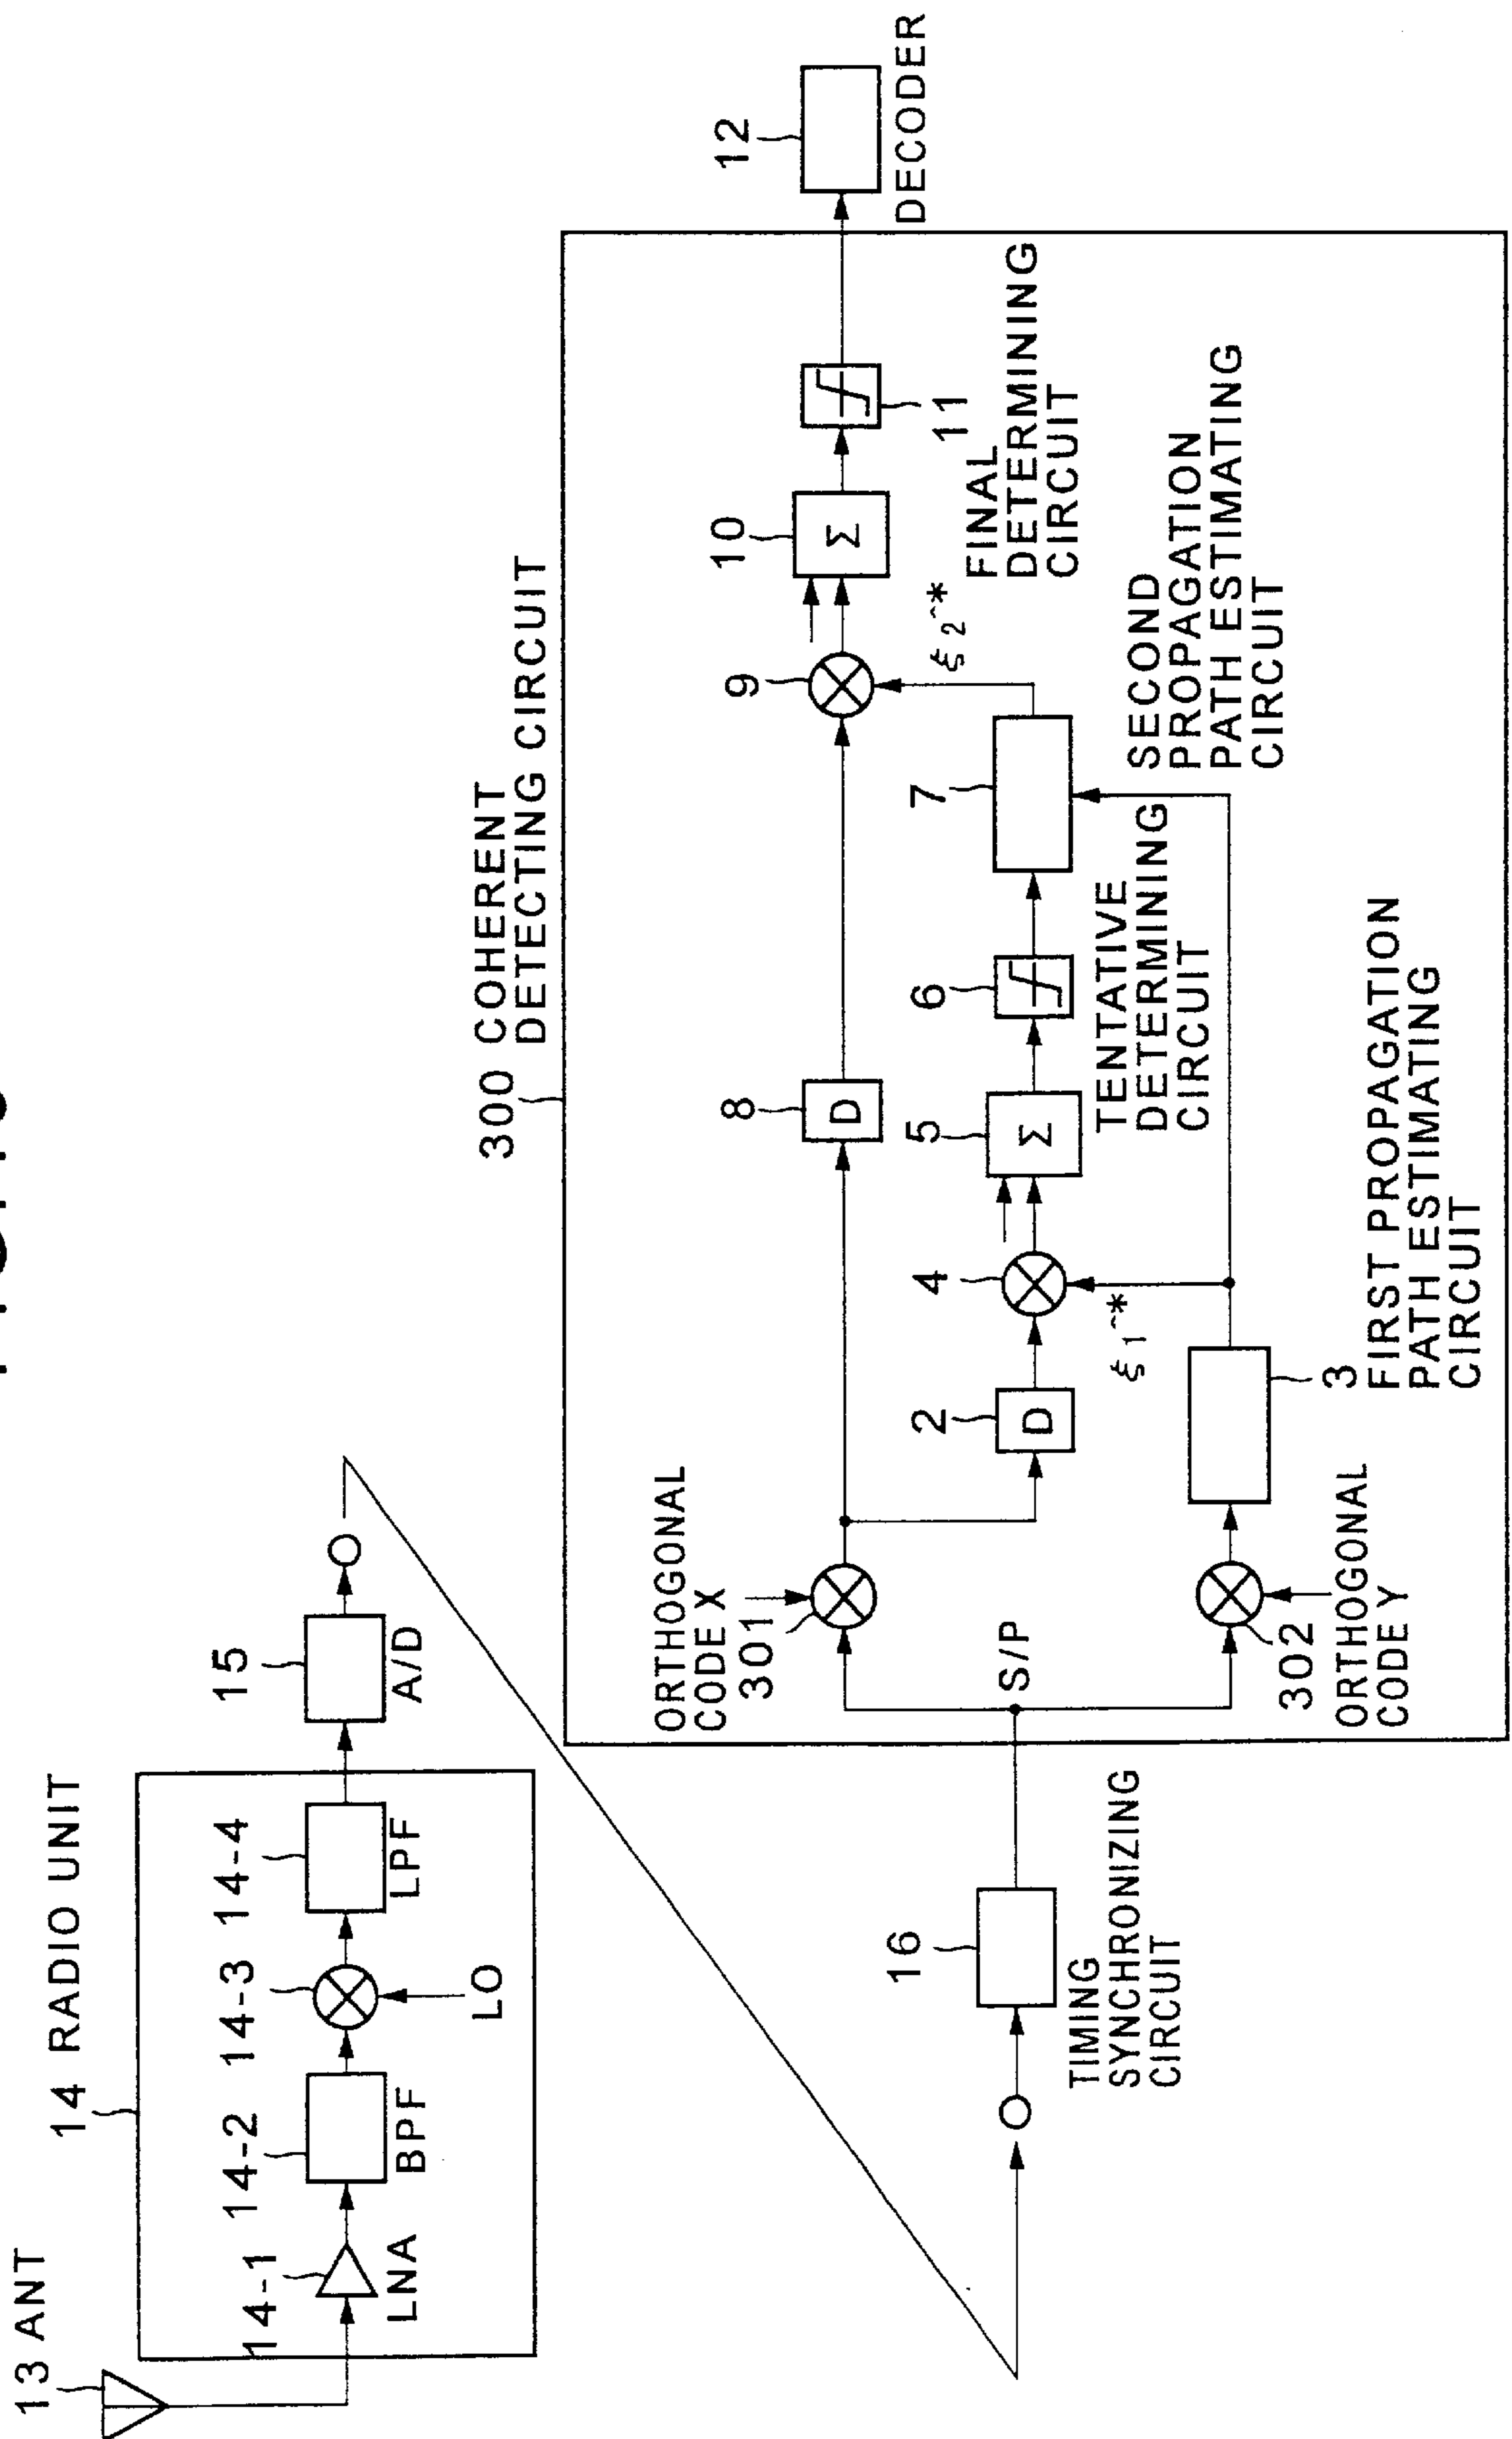 13 ANT
14 RADIO UNIT
14-1
LNA
14-2
BPF
14-3
LO
14-4
LPF
15
A/D
16
TIMING
SYNCHRONIZING
CIRCUIT
300 COHERENT
DETECTING CIRCUIT
S/P
ORTHOGONAL
CODE X
301
302
ORTHOGONAL
CODE Y
2
D
3
FIRST PROPAGATION
PATH ESTIMATING
CIRCUIT
4
ξ1^*
5
Σ
6
TENTATIVE
DETERMINING
CIRCUIT
7
SECOND
PROPAGATION
PATH ESTIMATING
CIRCUIT
8
D
9
ξ2^*
10
Σ
11
FINAL
DETERMINING
CIRCUIT
12
DECODER